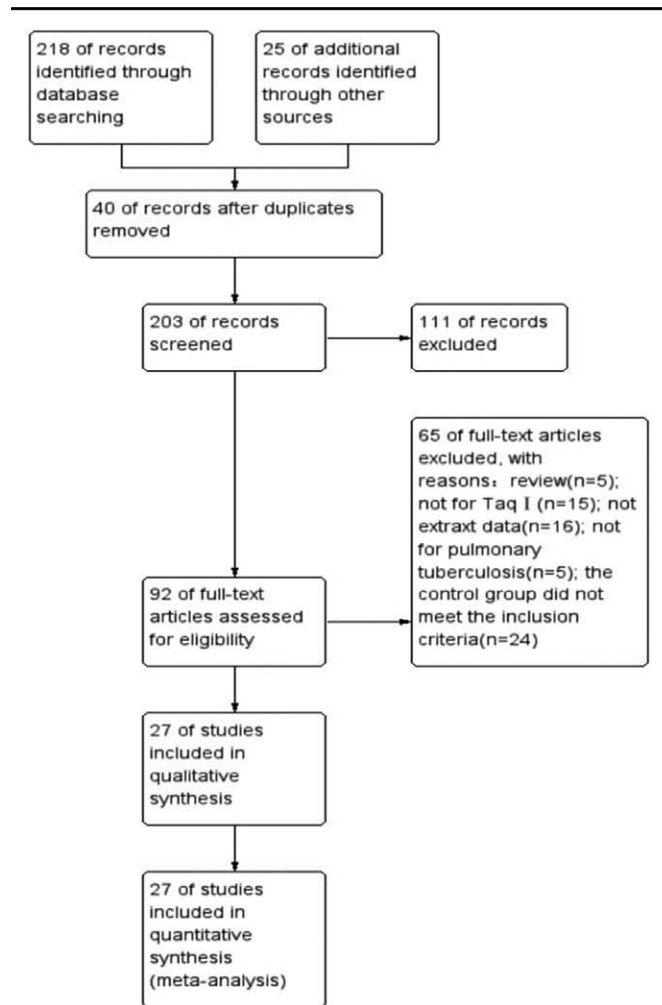 218 of records
identified through
database
searching
25 of additional
records identified
through other
sources
40 of records after duplicates
removed
203 of records
screened
111 of records
excluded
65 of full-text articles
excluded, with
reasons：review(n=5);
not for Taq Ⅰ (n=15); not
extraxt data(n=16); not
for pulmonary
tuberculosis(n=5); the
control group did not
meet the inclusion
criteria(n=24)
92 of full-text
articles assessed
for eligibility
27 of studies
included in
qualitative
synthesis
27 of studies
included in
quantitative
synthesis
(meta-analysis)